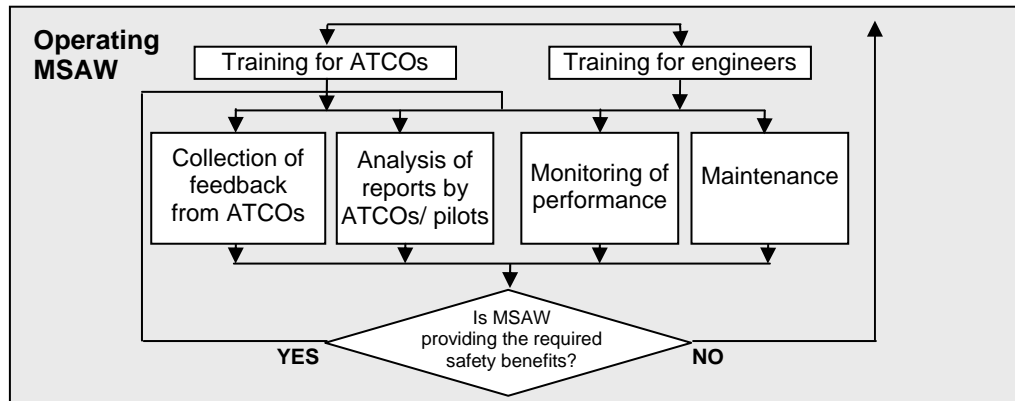 Operating
MSAW
Training for ATCOs
Training for engineers
Collection of
feedback
from ATCOs
Analysis of
reports by
ATCOs/ pilots
Monitoring of
performance
Maintenance
Is MSAW
providing the required
safety benefits?
YES
NO